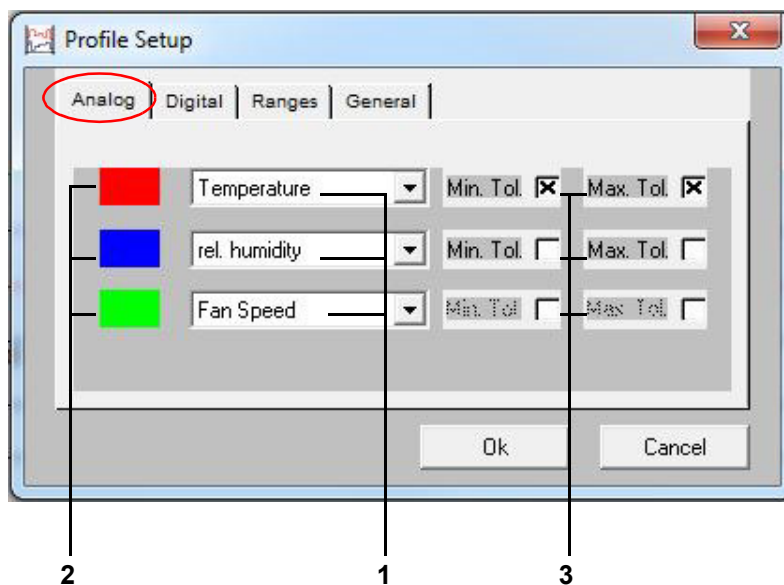 Profile Setup
Analog Digital Ranges General
Temperature Min. Tol. Max. Tol.
rel. humidity Min. Tol. Max. Tol.
Fan Speed Min. Tol. Max. Tol.
Ok Cancel
2 1 3